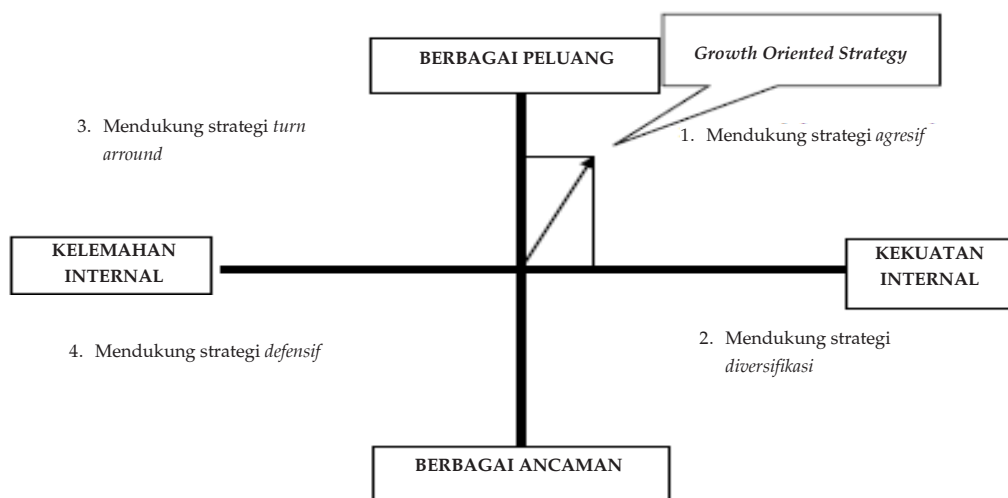 BERBAGAI PELUANG
Growth Oriented Strategy
3. Mendukung strategi turn
arround
1. Mendukung strategi agresif
KELEMAHAN
INTERNAL
KEKUATAN
INTERNAL
4. Mendukung strategi defensif
2. Mendukung strategi
diversifikasi
BERBAGAI ANCAMAN